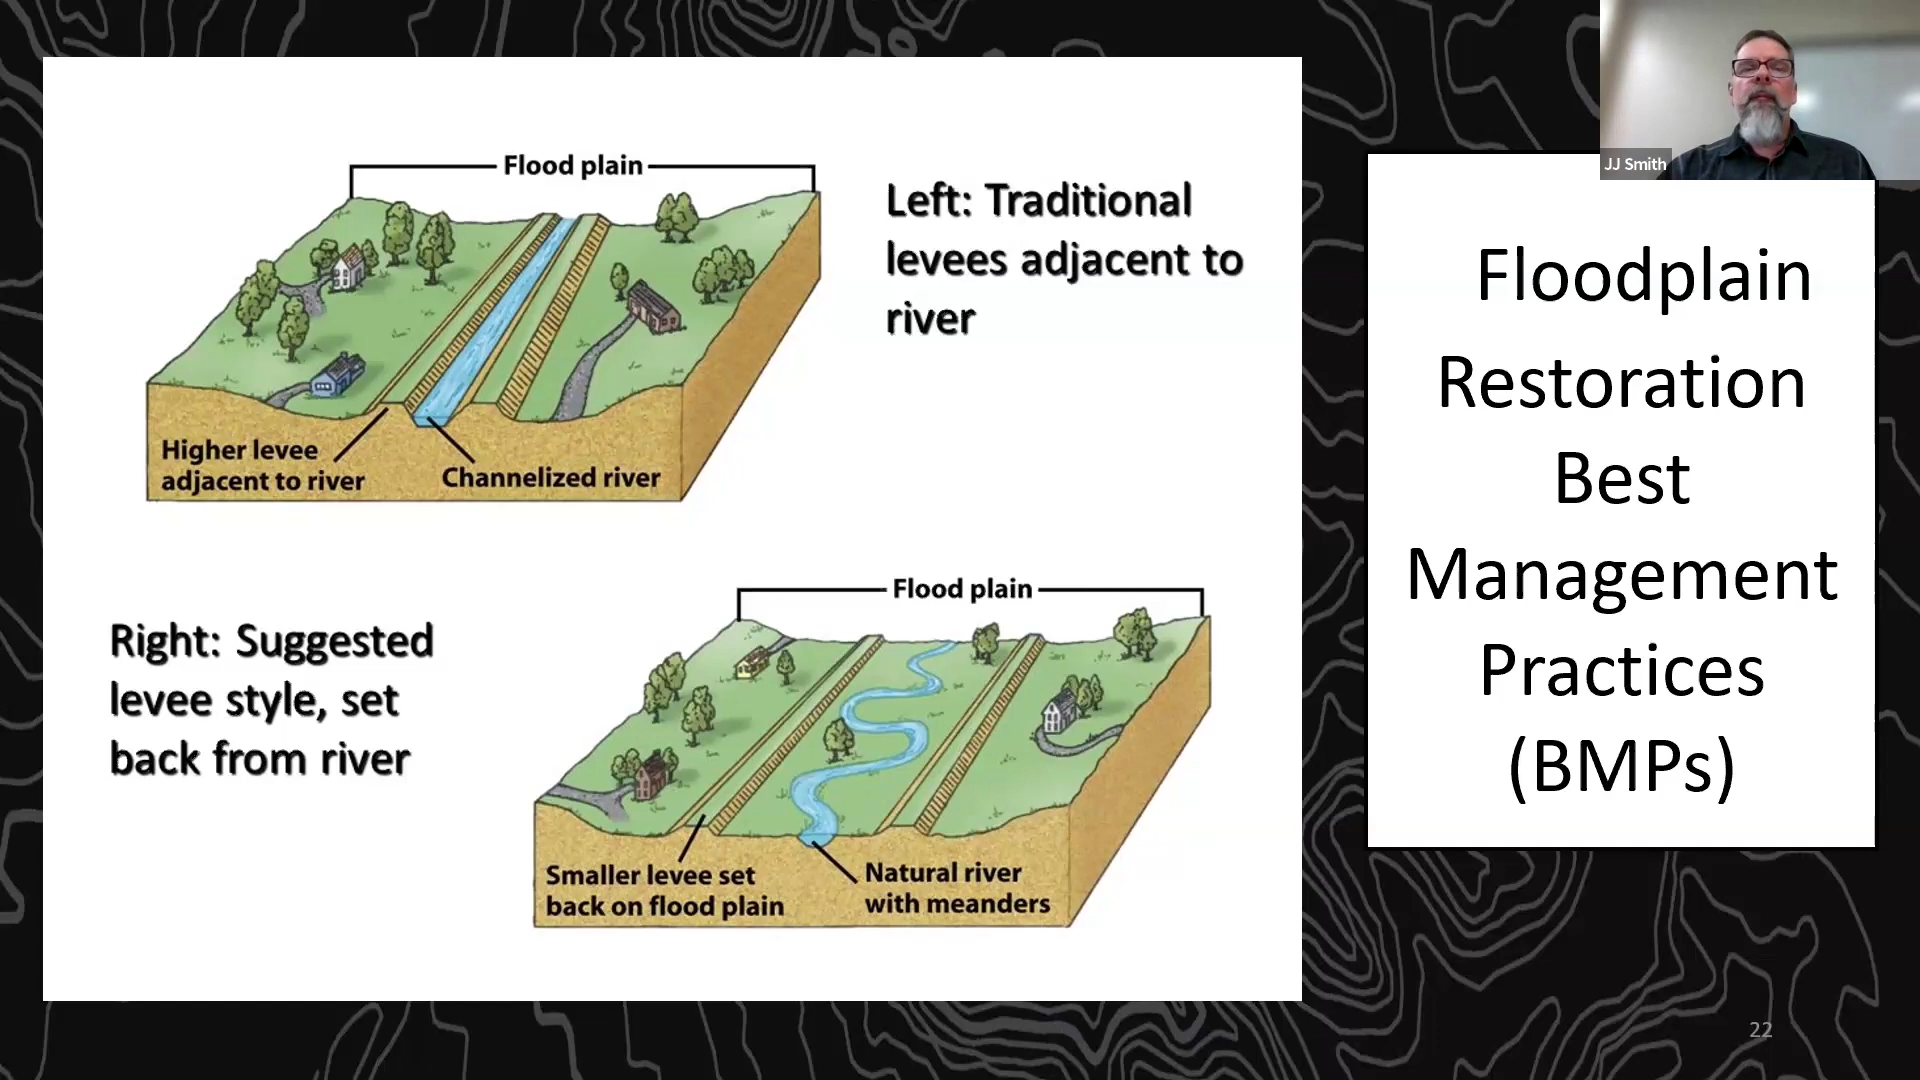 Flood plain
Left: Traditional
levees adjacent to
river
Higher levee
adjacent to river
Channelized river
Right: Suggested
levee style, set
back from river
Flood plain
Smaller levee set
back on flood plain
Natural river
with meanders
JJ Smith
Floodplain
Restoration
Best
Management
Practices
(BMPs)
22